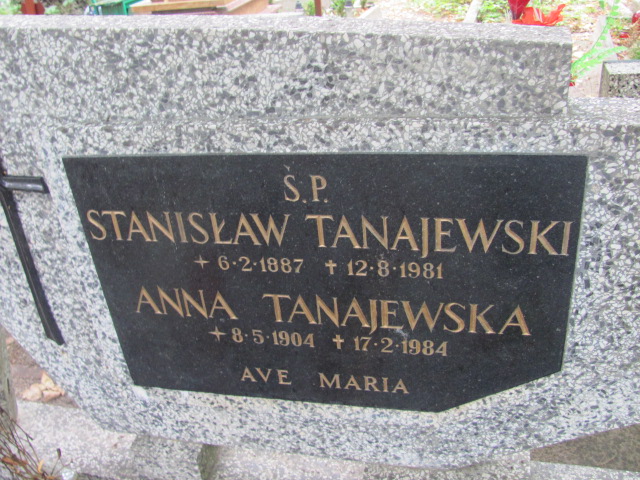 Ś.P.
STANISŁAW TANAJEWSKI
+ 6·2·1887 ✝ 12·8·1981
ANNA TANAJEWSKA
+ 8·5·1904 ✝ 17·2·1984
AVE MARIA